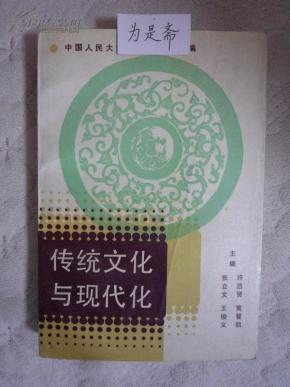 中国人民大
编
为是斋
传统文化
与现代化
主编
张立文
王俊义
许启贤